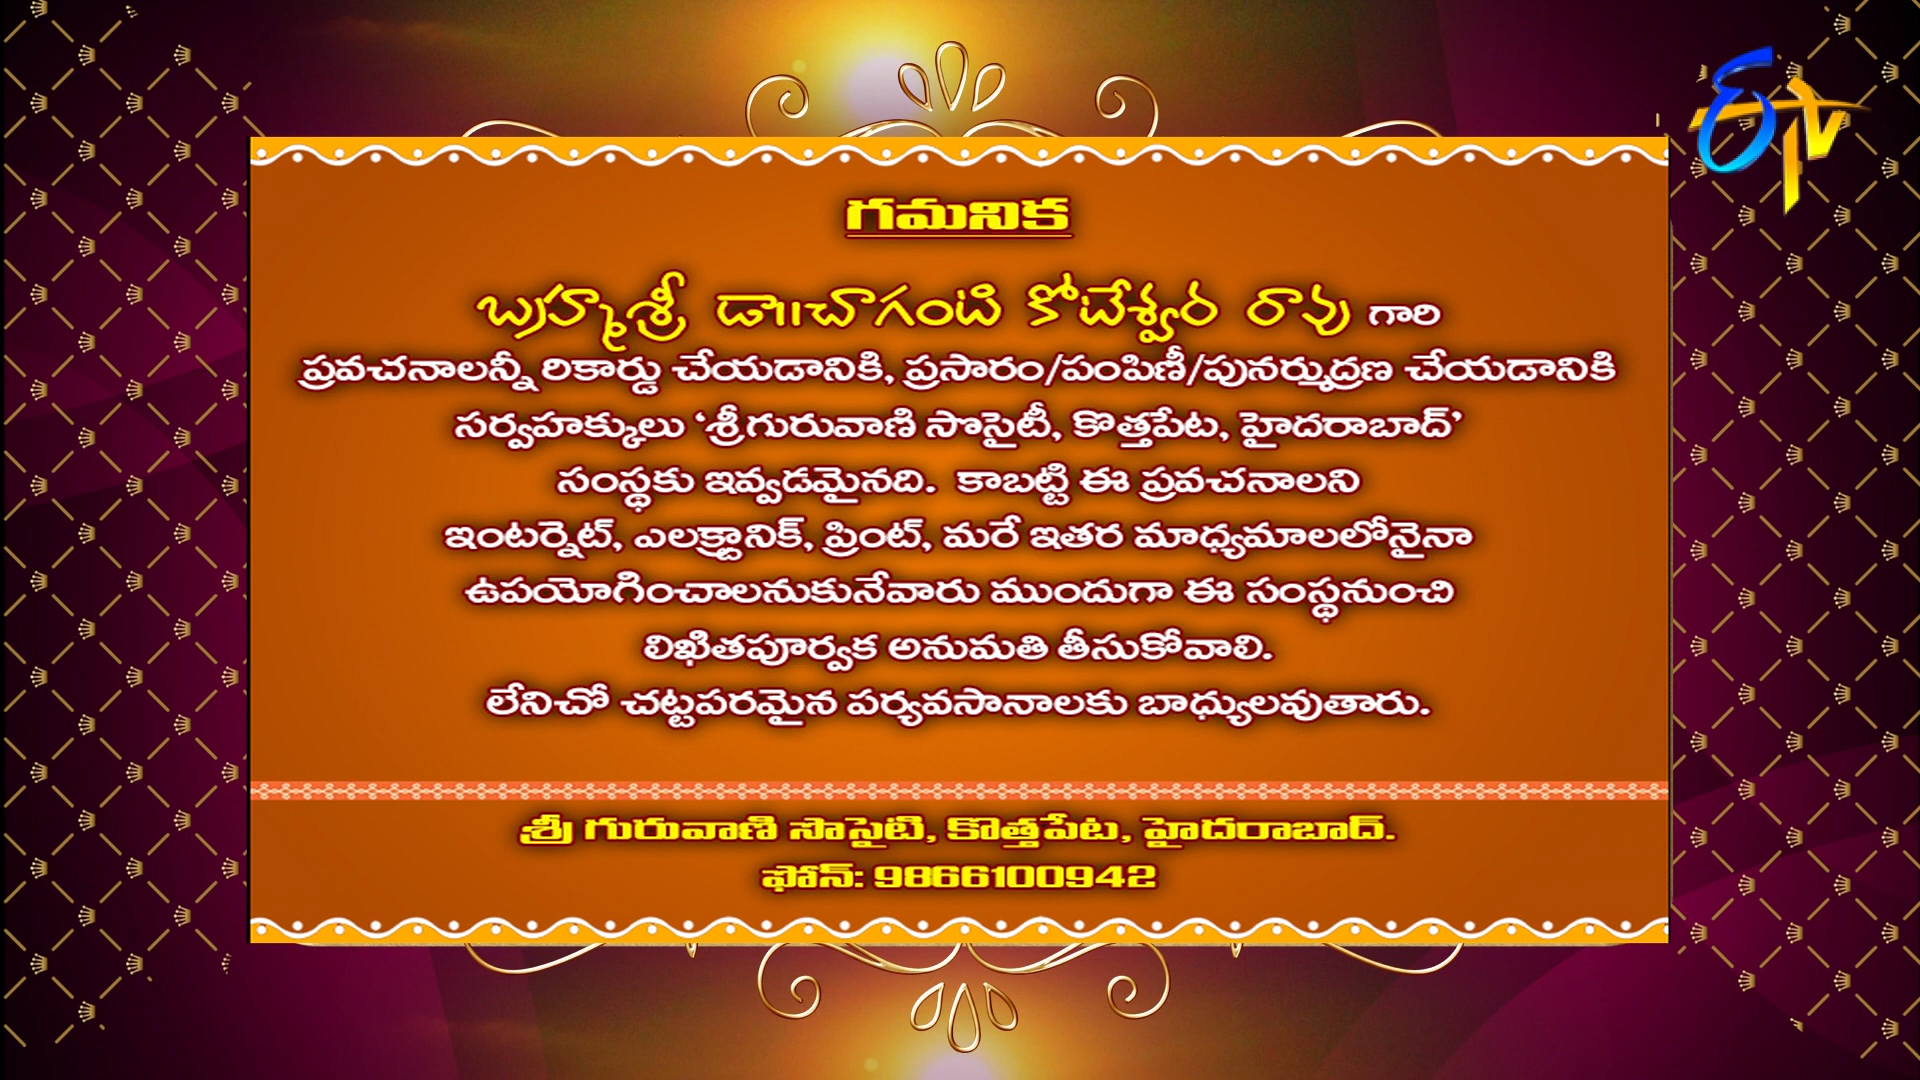 ఈtv
గమనిక
బ్రహ్మశ్రీ డా॥చాగంటి కోటేశ్వర రావు గారి
ప్రవచనాలన్నీ రికార్డు చేయడానికి, ప్రసారం/పంపిణీ/పునర్ముద్రణ చేయడానికి
సర్వహక్కులు ‘శ్రీగురువాణి సొసైటీ, కొత్తపేట, హైదరాబాద్’
సంస్థకు ఇవ్వడమైనది. కాబట్టి ఈ ప్రవచనాలని
ఇంటర్నెట్, ఎలక్ట్రానిక్, ప్రింట్, మరే ఇతర మాధ్యమాలలోనైనా
ఉపయోగించాలనుకునేవారు ముందుగా ఈ సంస్థనుంచి
లిఖితపూర్వక అనుమతి తీసుకోవాలి.
లేనిచో చట్టపరమైన పర్యవసానాలకు బాధ్యులవుతారు.
శ్రీ గురువాణి సొసైటి, కొత్తపేట, హైదరాబాద్.
ఫోన్: 9866100942